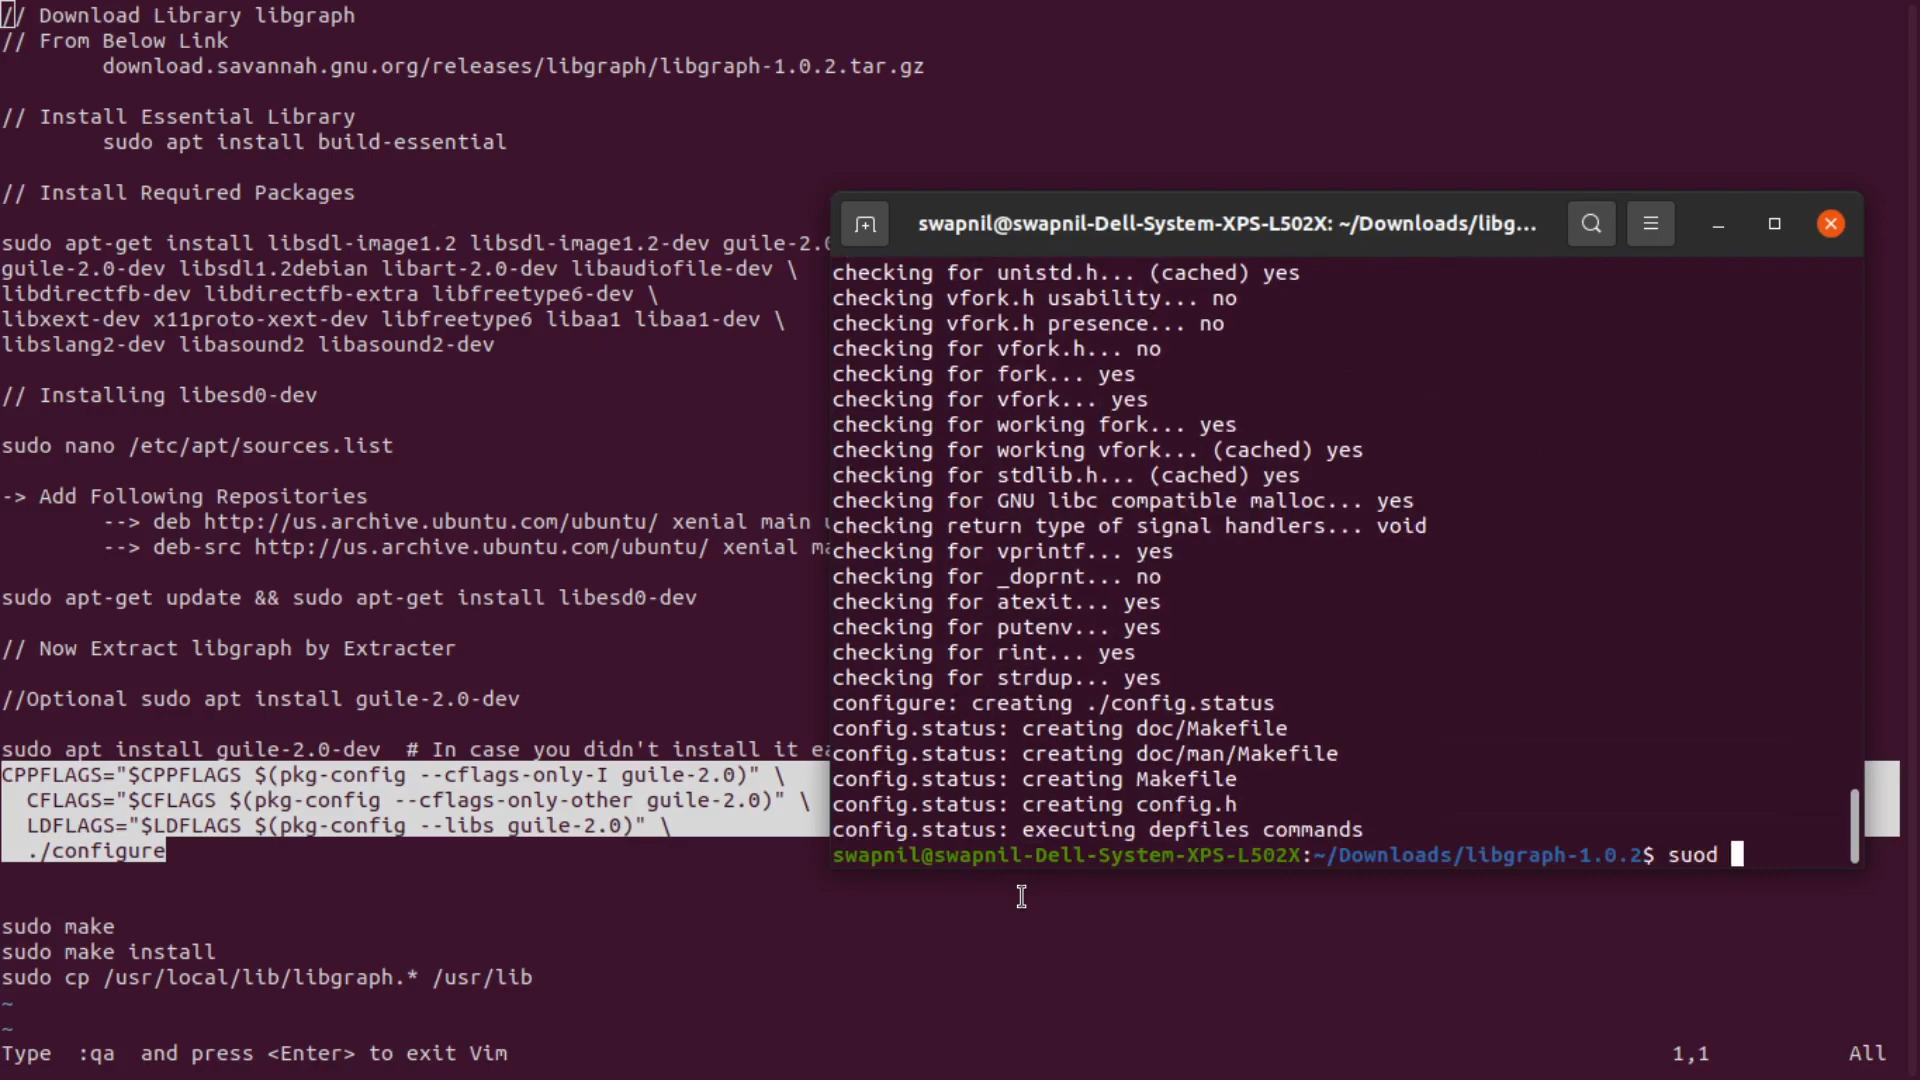 // Download Library libgraph
// From Below Link
download.savannah.gnu.org/releases/libgraph/libgraph-1.0.2.tar.gz
// Install Essential Library
sudo apt install build-essential
// Install Required Packages
sudo apt-get install libsdl-image1.2 libsdl-image1.2-dev guile-2.0
guile-2.0-dev libsdl1.2debian libart-2.0-dev libaudiofile-dev \
libdirectfb-dev libdirectfb-extra libfreetype6-dev \
libxext-dev x11proto-xext-dev libfreetype6 libaa1 libaa1-dev \
libslang2-dev libasound2 libasound2-dev
// Installing libesd0-dev
sudo nano /etc/apt/sources.list
-> Add Following Repositories
--> deb http://us.archive.ubuntu.com/ubuntu/ xenial main
--> deb-src http://us.archive.ubuntu.com/ubuntu/ xenial
sudo apt-get update && sudo apt-get install libesd0-dev
// Now Extract libgraph by Extracter
//Optional sudo apt install guile-2.0-dev
sudo apt install guile-2.0-dev  # In case you didn't install it
CPPFLAGS="$CPPFLAGS $(pkg-config --cflags-only-I guile-2.0)" \
CFLAGS="$CFLAGS $(pkg-config --cflags-only-other guile-2.0)" \
LDFLAGS="$LDFLAGS $(pkg-config --libs guile-2.0)" \
./configure
sudo make
sudo make install
sudo cp /usr/local/lib/libgraph.* /usr/lib
~
~
Type  :qa  and press <Enter> to exit Vim
1,1
All
swapnil@swapnil-Dell-System-XPS-L502X: ~/Downloads/libg...
checking for unistd.h... (cached) yes
checking vfork.h usability... no
checking vfork.h presence... no
checking for vfork.h... no
checking for fork... yes
checking for vfork... yes
checking for working fork... yes
checking for working vfork... (cached) yes
checking for stdlib.h... (cached) yes
checking for GNU libc compatible malloc... yes
checking return type of signal handlers... void
checking for vprintf... yes
checking for _doprnt... no
checking for atexit... yes
checking for putenv... yes
checking for rint... yes
checking for strdup... yes
configure: creating ./config.status
config.status: creating doc/Makefile
config.status: creating doc/man/Makefile
config.status: creating Makefile
config.status: creating config.h
config.status: executing depfiles commands
swapnil@swapnil-Dell-System-XPS-L502X:~/Downloads/libgraph-1.0.2$ suod